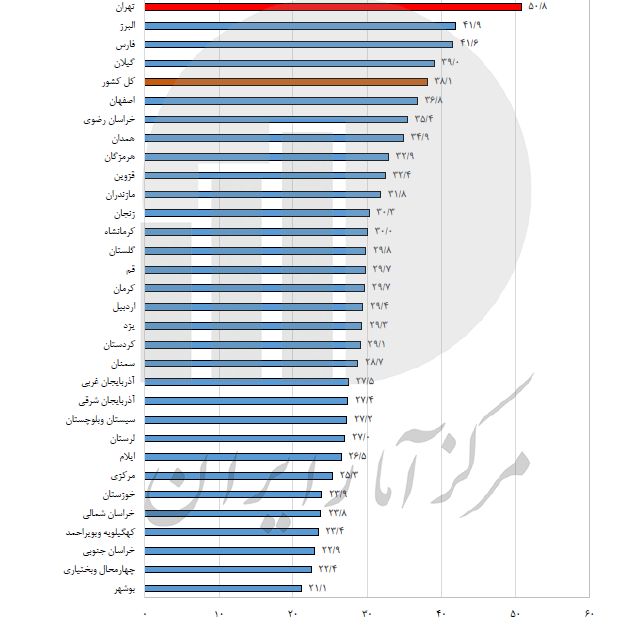 تهران ۵۰/۸
البرز ۴۱/۹
فارس ۴۱/۶
گیلان ۳۹/۰
کل کشور ۳۸/۱
اصفهان ۳۶/۸
خراسان رضوی ۳۵/۴
همدان ۳۴/۹
هرمزگان ۳۲/۹
قزوین ۳۲/۴
مازندران ۳۱/۸
زنجان ۳۰/۳
کرمانشاه ۳۰/۰
گلستان ۲۹/۸
قم ۲۹/۷
کرمان ۲۹/۷
اردبیل ۲۹/۴
یزد ۲۹/۳
کردستان ۲۹/۱
سمنان ۲۸/۷
آذربایجان غربی ۲۷/۵
آذربایجان شرقی ۲۷/۴
سیستان وبلوچستان ۲۷/۲
لرستان ۲۷/۰
ایلام ۲۶/۵
مرکزی ۲۵/۳
خوزستان ۲۳/۹
خراسان شمالی ۲۳/۸
کهگیلویه وبویراحمد ۲۳/۴
خراسان جنوبی ۲۲/۹
چهارمحال وبختیاری ۲۲/۴
بوشهر ۲۱/۱
۰ ۱۰ ۲۰ ۳۰ ۴۰ ۵۰ ۶۰
مرکز آمار ایران